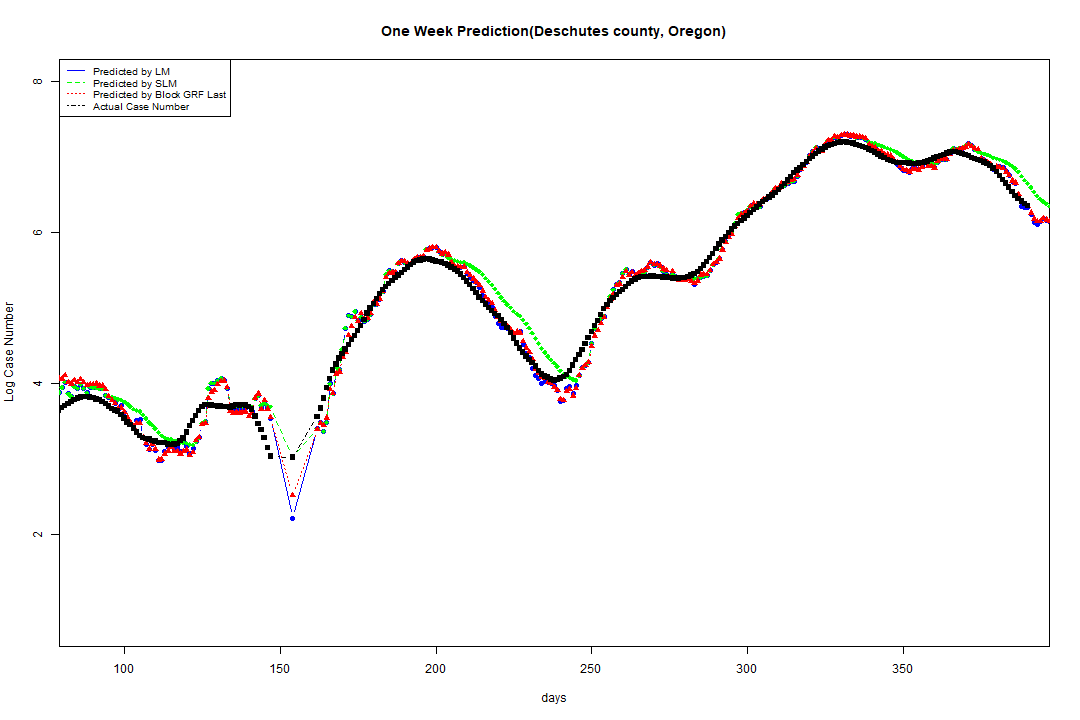 One Week Prediction(Deschutes county, Oregon)
Predicted by LM
Predicted by SLM
Predicted by Block GRF Last
Actual Case Number
8
6
4
2
Log Case Number
100 150 200 250 300 350
days